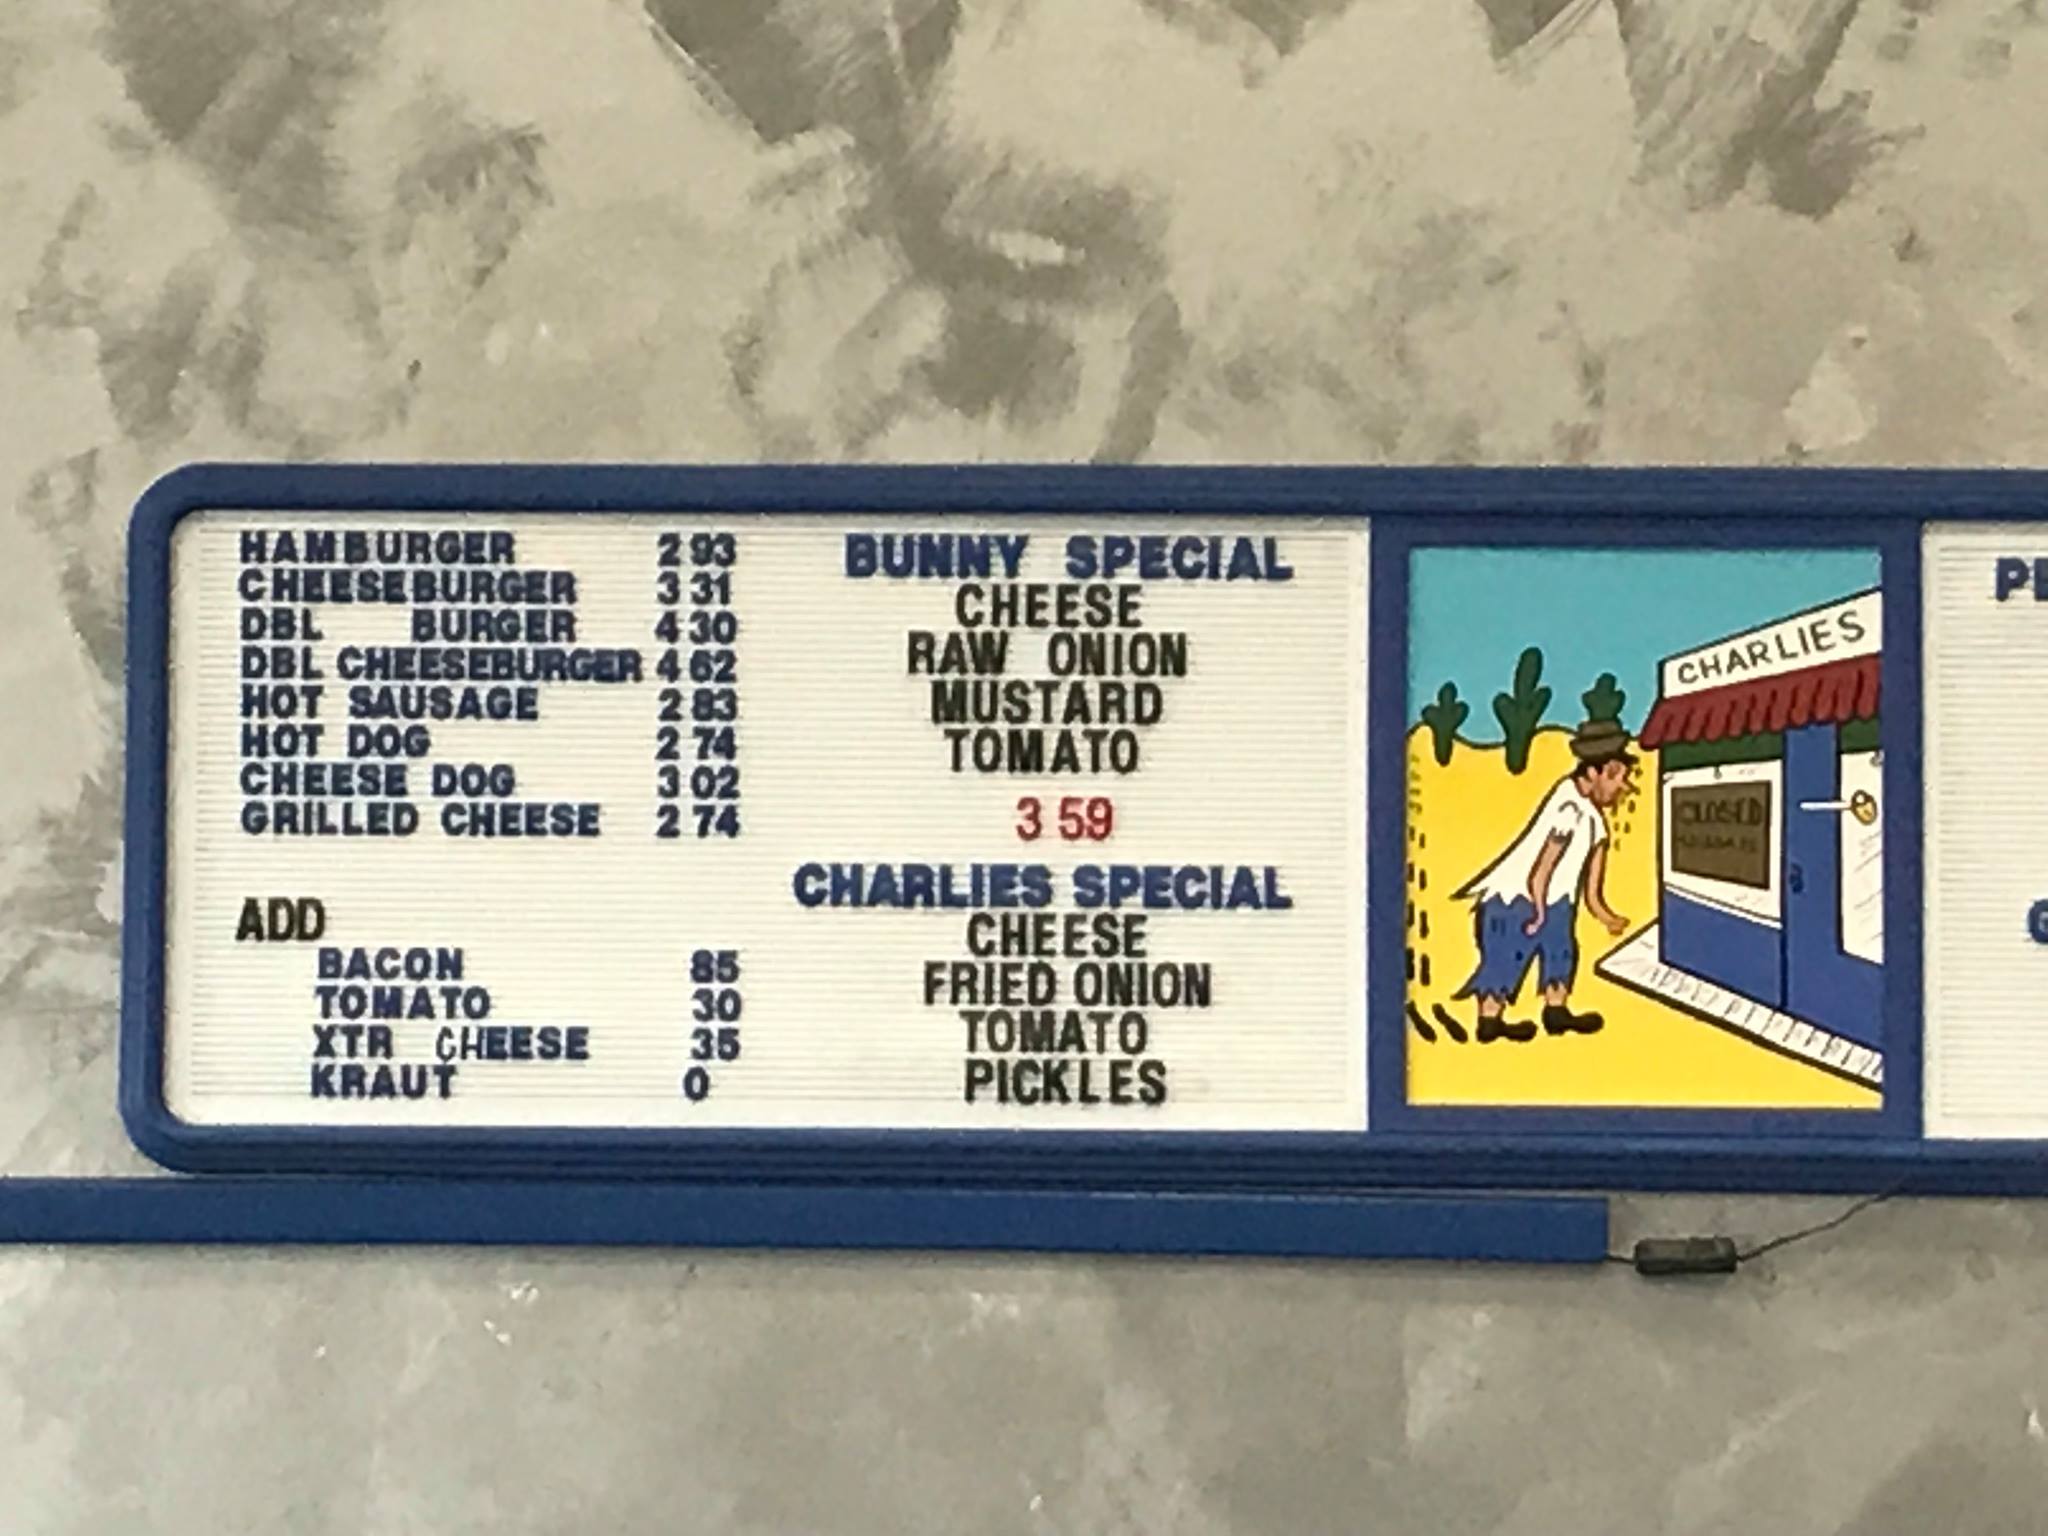 HAMBURGER 2 93
CHEESEBURGER 3 31
DBL BURGER 4 30
DBL CHEESEBURGER 4 62
HOT SAUSAGE 2 83
HOT DOG 2 74
CHEESE DOG 3 02
GRILLED CHEESE 2 74
ADD
BACON 85
TOMATO 30
XTR CHEESE 35
KRAUT 0
BUNNY SPECIAL
CHEESE
RAW ONION
MUSTARD
TOMATO
3 59
CHARLIES SPECIAL
CHEESE
FRIED ONION
TOMATO
PICKLES
CHARLIES
CLOSED